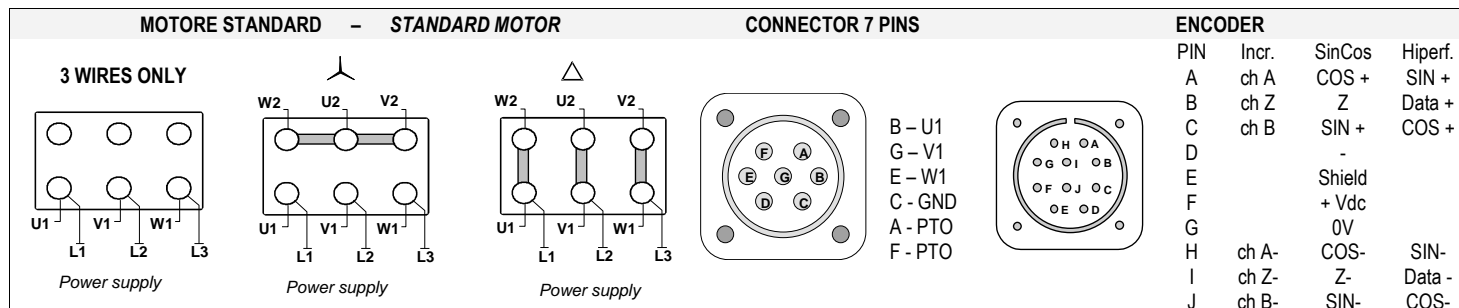 MOTORE STANDARD – STANDARD MOTOR CONNECTOR 7 PINS ENCODER
3 WIRES ONLY
U1 V1 W1
L1 L2 L3
Power supply
W2 U2 V2
U1 V1 W1
L1 L2 L3
Power supply
W2 U2 V2
U1 V1 W1
L1 L2 L3
Power supply
F A
E G B
D C
B – U1
G – V1
E – W1
C - GND
A - PTO
F - PTO
H A
G I B
F J C
E D
PIN Incr. SinCos Hiperf.
A ch A COS + SIN +
B ch Z Z Data +
C ch B SIN + COS +
D -
E Shield
F + Vdc
G 0V
H ch A- COS- SIN-
I ch Z- Z- Data -
J ch B- SIN- COS-